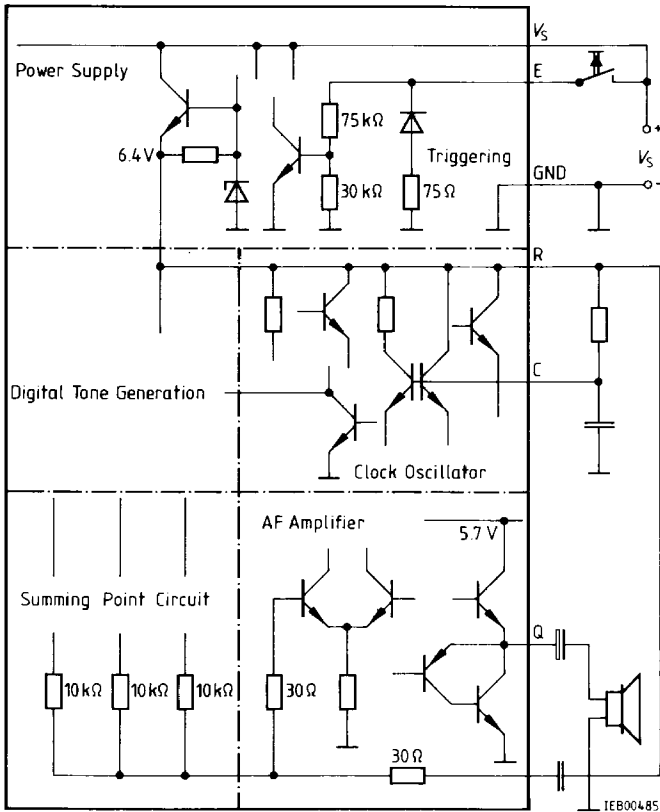 V_S
Power Supply
E
75kΩ
6.4V
Triggering
V_S
30kΩ
75Ω
GND
+
-
R
C
Digital Tone Generation
Clock Oscillator
AF Amplifier
5.7 V
Summing Point Circuit
Q
10kΩ 10kΩ 10kΩ 30Ω
30Ω
IEB00485